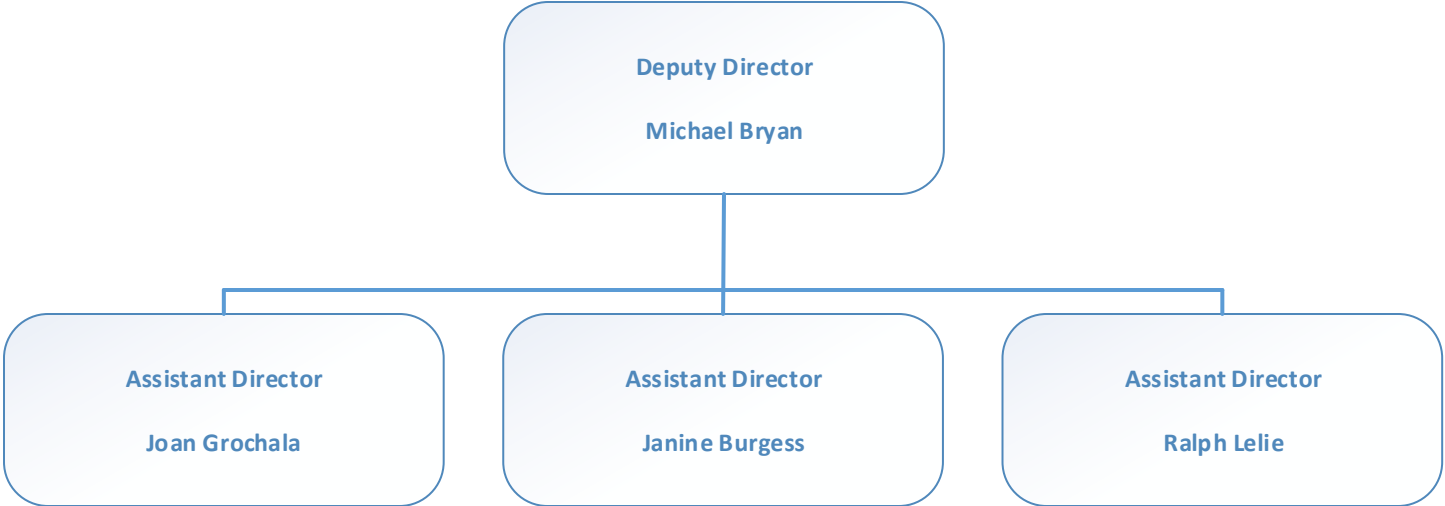 Deputy Director
Michael Bryan
Assistant Director
Joan Grochala
Assistant Director
Janine Burgess
Assistant Director
Ralph Lelie